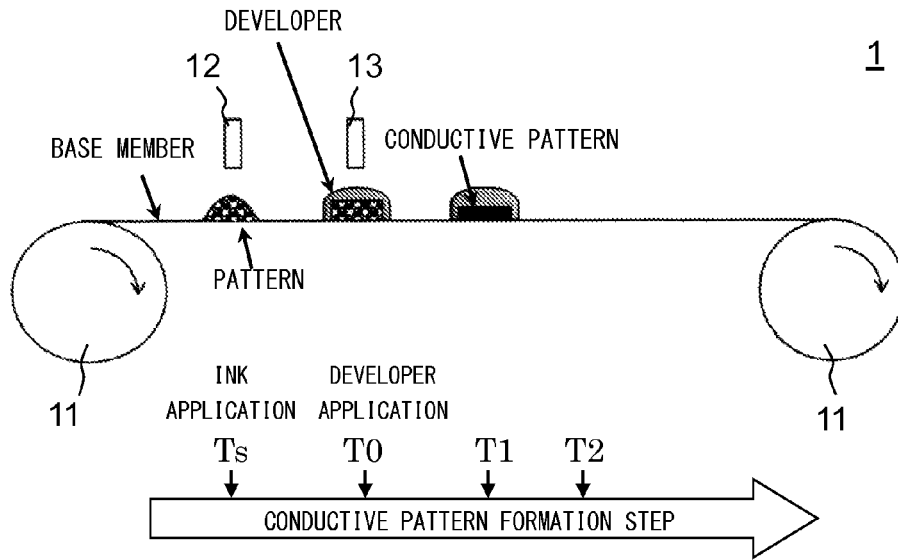 DEVELOPER
12
13
1
CONDUCTIVE PATTERN
BASE MEMBER
PATTERN
11
11
INK
APPLICATION
DEVELOPER
APPLICATION
Ts
T0
T1
T2
CONDUCTIVE PATTERN FORMATION STEP